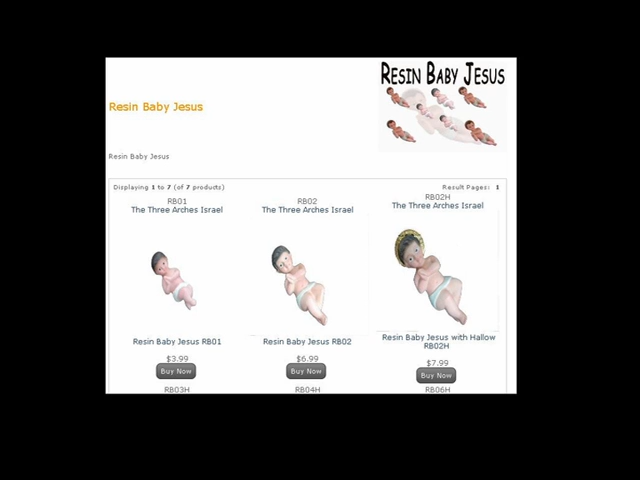 RESIN BABY JESUS
Resin Baby Jesus
Resin Baby Jesus
Displaying 1 to 7 (of 7 products)
Result Pages: 1
RB01
The Three Arches Israel
RB02
The Three Arches Israel
RB02H
The Three Arches Israel
Resin Baby Jesus RB01
$3.99
Buy Now
Resin Baby Jesus RB02
$6.99
Buy Now
Resin Baby Jesus with Hallow
RB02H
$7.99
Buy Now
RB03H
RB04H
RB06H